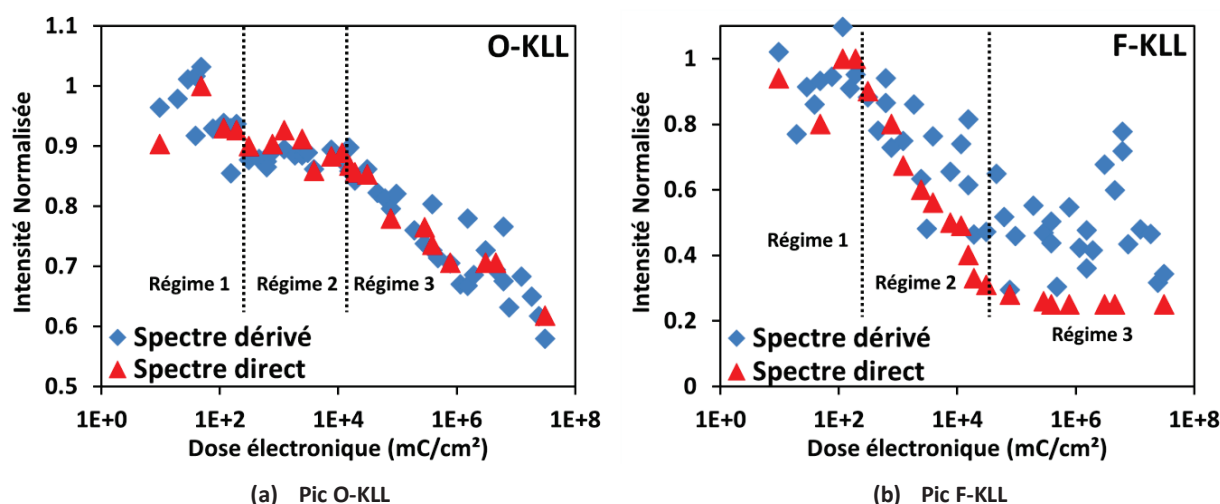 O-KLL
Intensité Normalisée
1.1
1
0.9
0.8
0.7
0.6
0.5
Régime 1
Régime 2
Régime 3
Spectre dérivé
Spectre direct
1E+0
1E+2
1E+4
1E+6
1E+8
Dose électronique (mC/cm²)
(a) Pic O-KLL
F-KLL
Intensité Normalisée
1
0.8
0.6
0.4
0.2
0
Régime 1
Régime 2
Régime 3
Spectre dérivé
Spectre direct
1E+0
1E+2
1E+4
1E+6
1E+8
Dose électronique (mC/cm²)
(b) Pic F-KLL